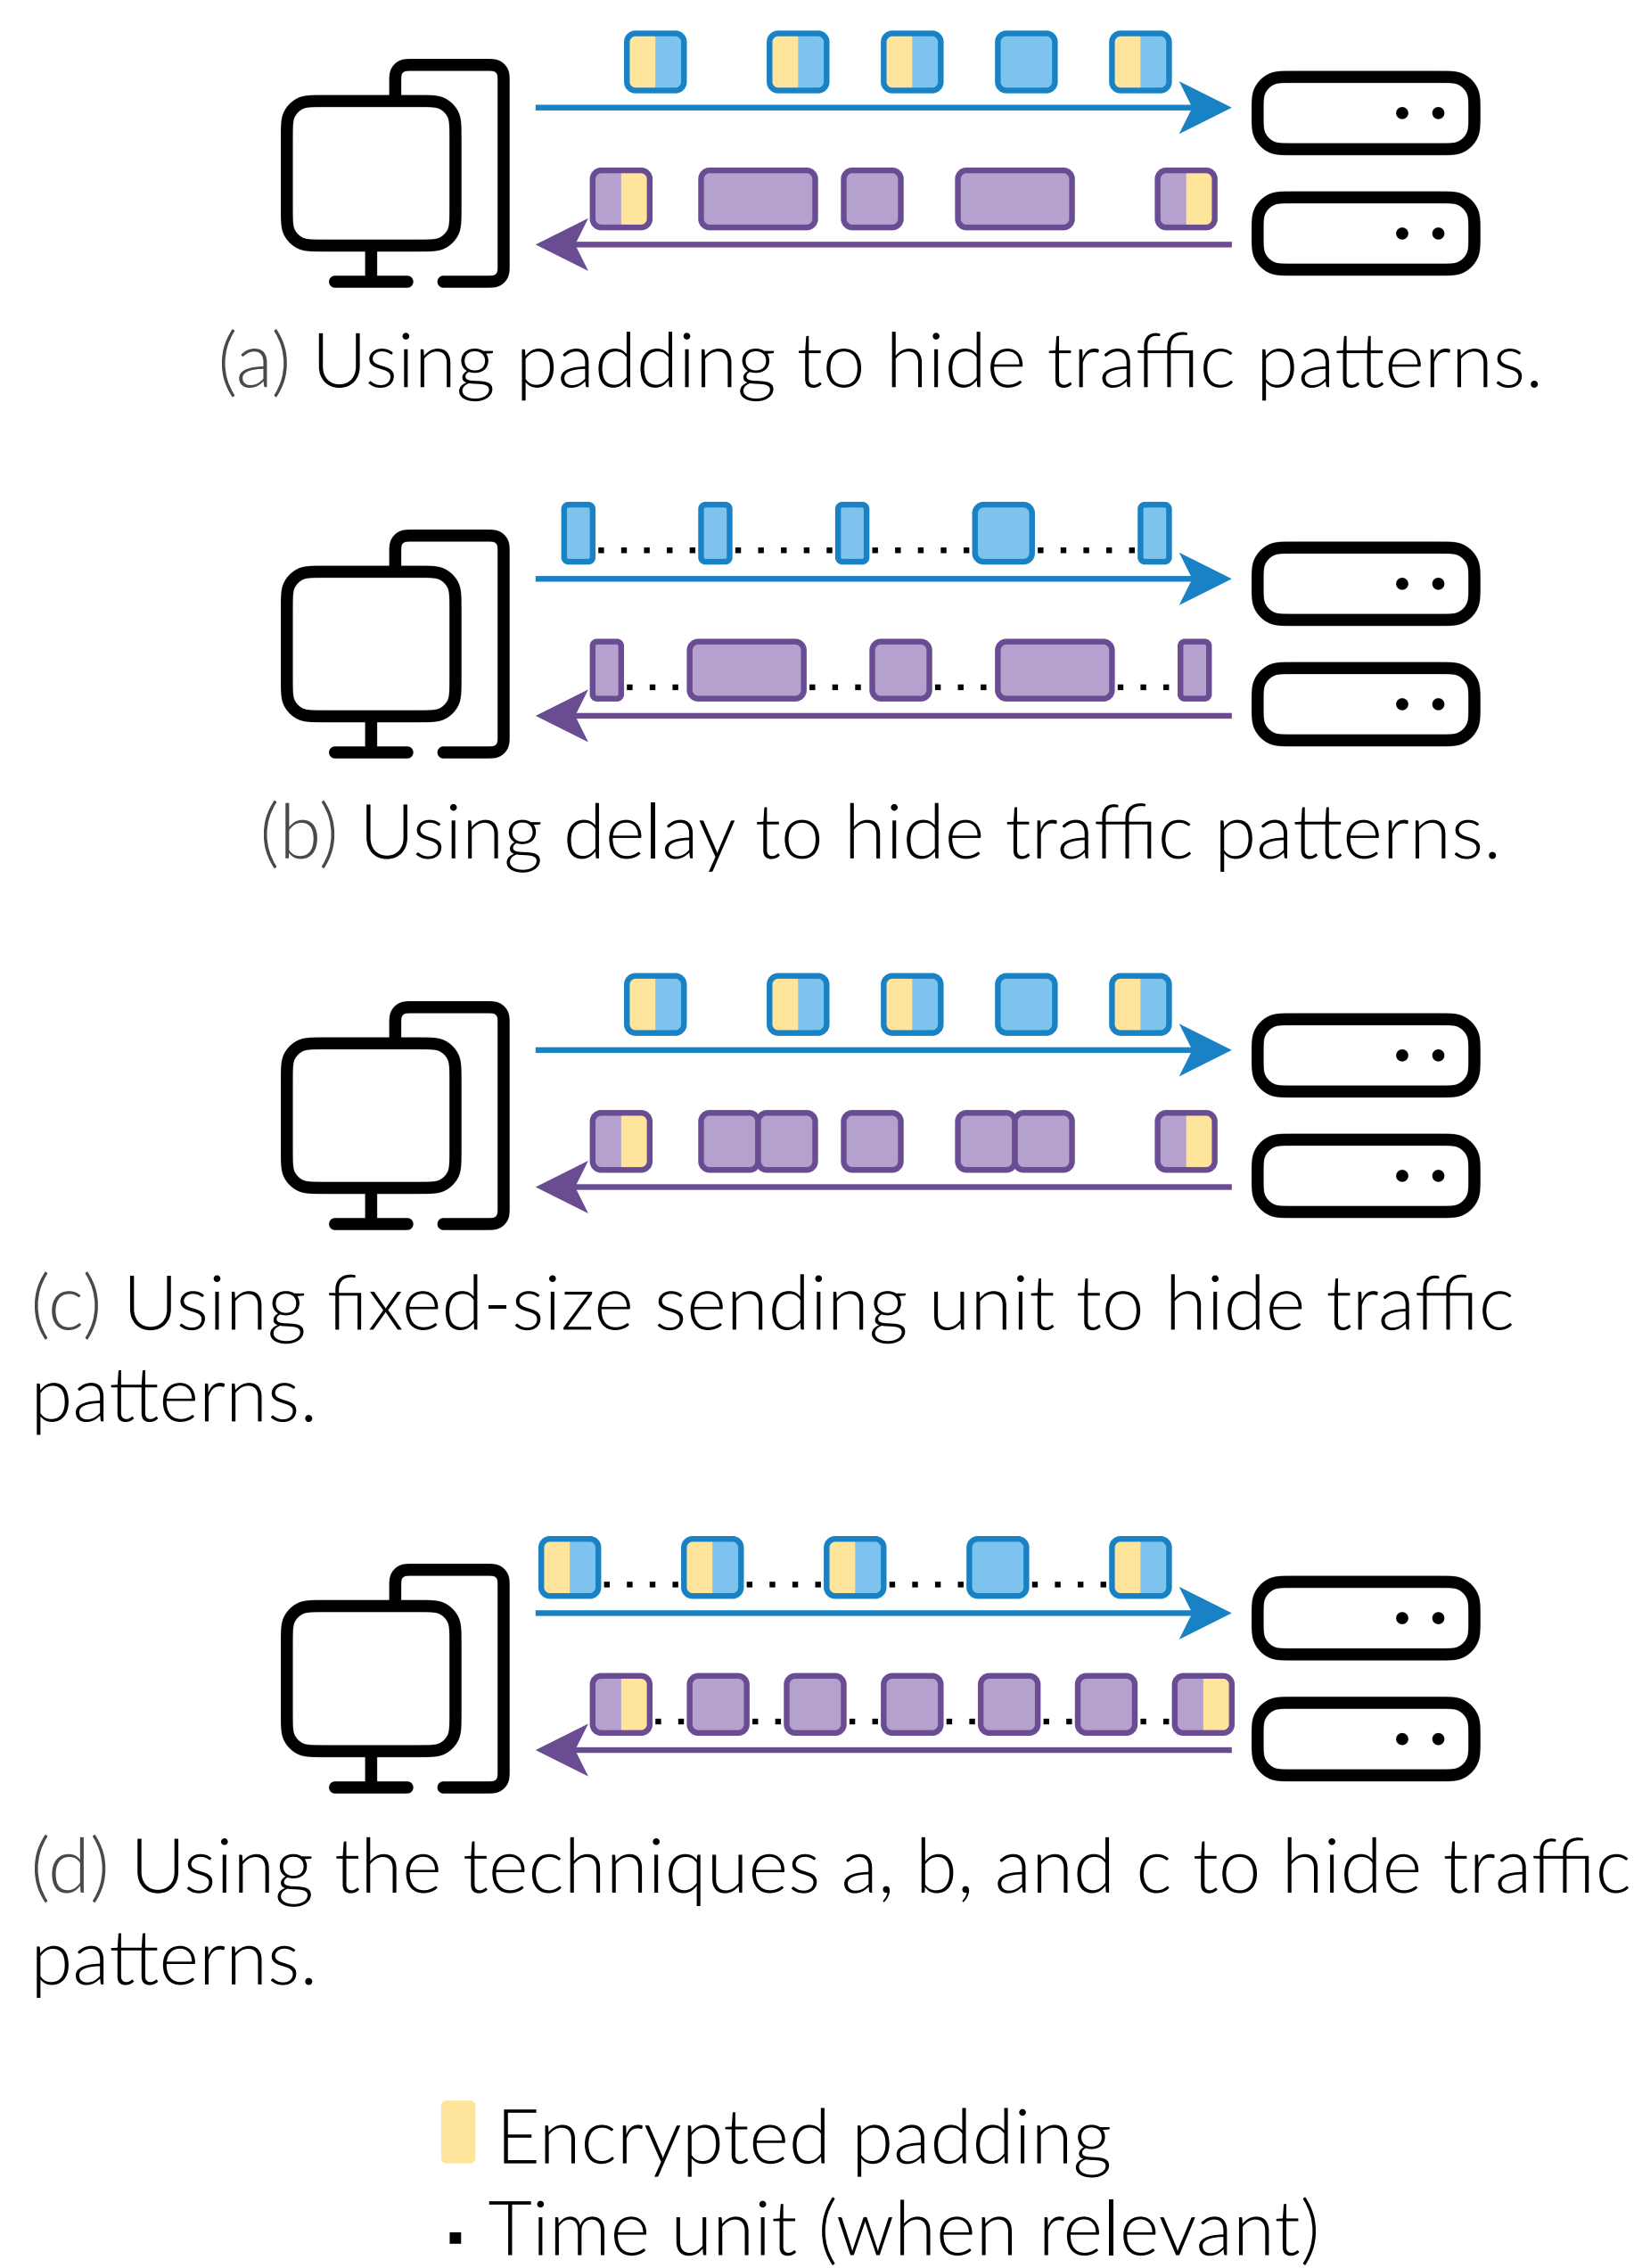 (a) Using padding to hide traffic patterns.
(b) Using delay to hide traffic patterns.
(c) Using fixed-size sending unit to hide traffic
patterns.
(d) Using the techniques a, b, and c to hide traffic
patterns.
Encrypted padding
Time unit (when relevant)